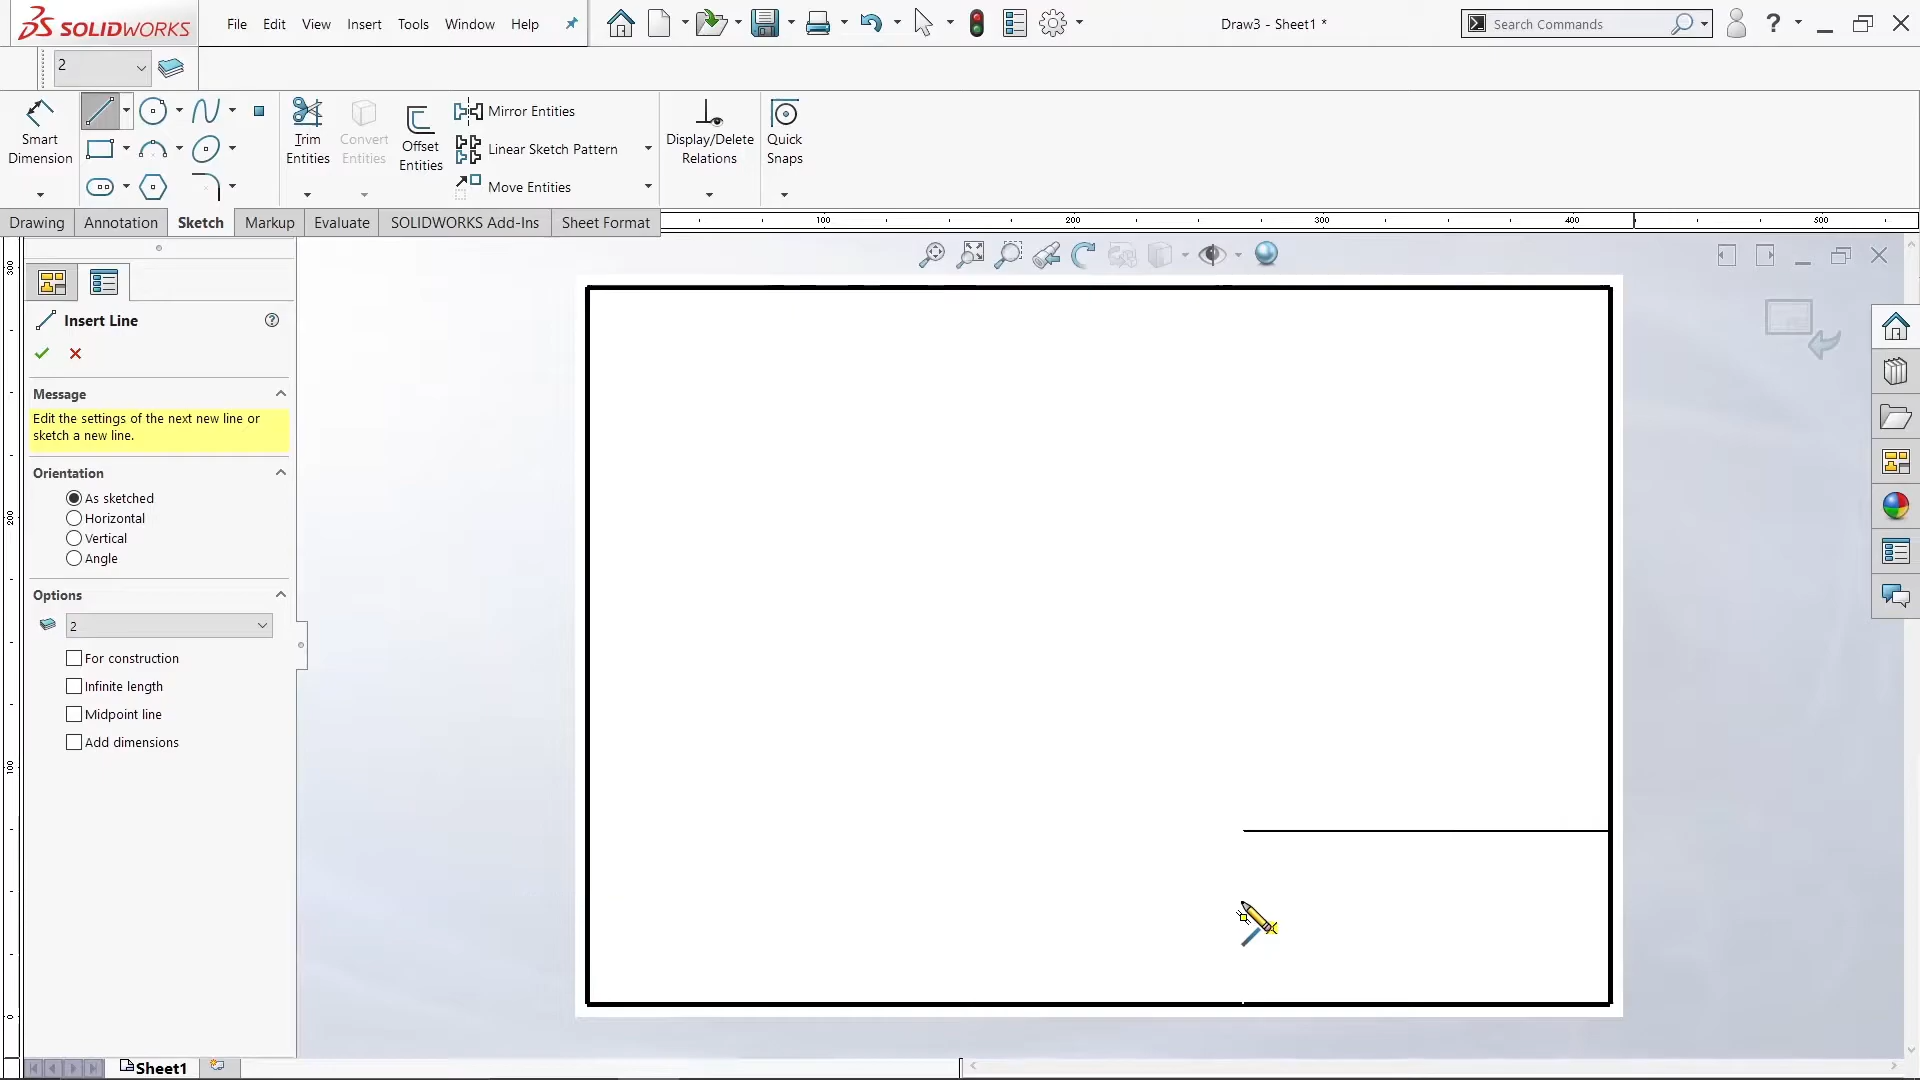 SOLIDWORKS
File Edit View Insert Tools Window Help
Draw3 - Sheet1 *
Search Commands
?
2
Smart Dimension
Trim Entities
Convert Entities
Offset Entities
Mirror Entities
Linear Sketch Pattern
Move Entities
Display/Delete Relations
Quick Snaps
Drawing Annotation Sketch Markup Evaluate SOLIDWORKS Add-Ins Sheet Format
100 200 300 400 500
300
200
100
0
Insert Line
?
Message
Edit the settings of the next new line or
sketch a new line.
Orientation
As sketched
Horizontal
Vertical
Angle
Options
2
For construction
Infinite length
Midpoint line
Add dimensions
Sheet1